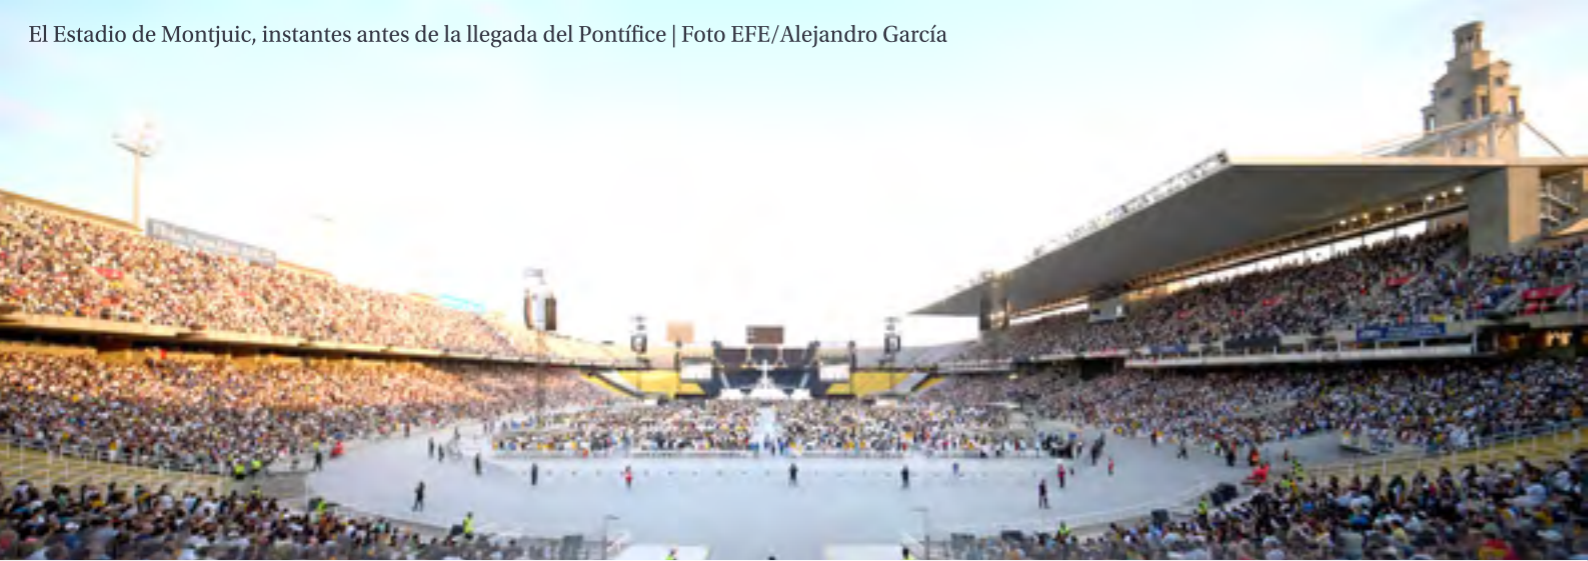 El Estadio de Montjuic, instantes antes de la llegada del Pontífice | Foto EFE/Alejandro García